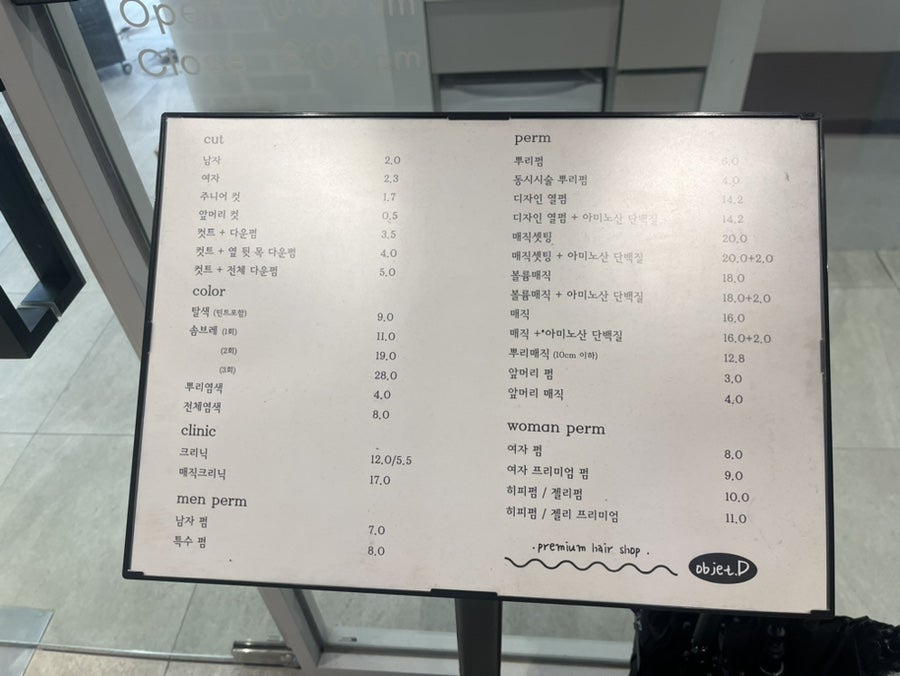 Open
Close
cut
남자 2.0
여자 2.3
주니어 컷 1.7
앞머리 컷 0.5
컷트 + 다운펌 3.5
컷트 + 옆 뒷 목 다운펌 4.0
컷트 + 전체 다운펌 5.0
color
탈색 (틴트포함) 9.0
솜브레 (1회) 11.0
(2회) 19.0
(3회) 28.0
뿌리염색 4.0
전체염색 8.0
clinic
크리닉 12.0/5.5
매직크리닉 17.0
men perm
남자 펌 7.0
특수 펌 8.0
perm
뿌리펌 6.0
동시시술 뿌리펌 4.0
디자인 열펌 14.2
디자인 열펌 + 아미노산 단백질 14.2
매직셋팅 20.0
매직셋팅 + 아미노산 단백질 20.0+2.0
볼륨매직 18.0
볼륨매직 + 아미노산 단백질 18.0+2.0
매직 16.0
매직 + 아미노산 단백질 16.0+2.0
뿌리매직 (10cm 이하) 12.8
앞머리 펌 3.0
앞머리 매직 4.0
woman perm
여자 펌 8.0
여자 프리미엄 펌 9.0
히피펌 / 젤리펌 10.0
히피펌 / 젤리 프리미엄 11.0
·premium hair shop·
objet.D